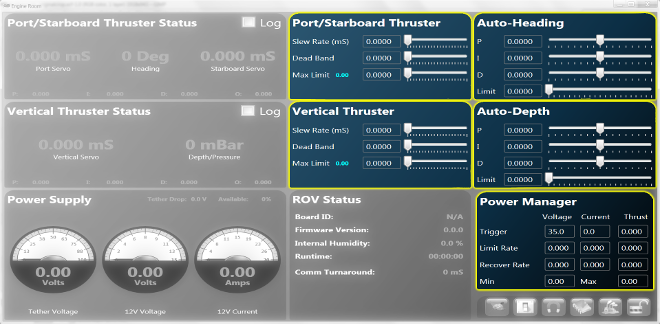 Engine Room
Port/Starboard Thruster Status
Log
0.000 mS
0 Deg
0.000 mS
Port Servo
Heading
Starboard Servo
P: 0.000
I: 0.000
D: 0.000
O: 0.000
Port/Starboard Thruster
Slew Rate (mS) 0.0000
Dead Band 0.0000
Max Limit 0.00 0.0000
Auto-Heading
P 0.0000
I 0.0000
D 0.0000
Limit 0.0000
Vertical Thruster Status
Log
0.000 mS
0 mBar
Vertical Servo
Depth/Pressure
P: 0.000
I: 0.000
D: 0.000
O: 0.000
Vertical Thruster
Slew Rate (mS) 0.0000
Dead Band 0.0000
Max Limit 0.00 0.0000
Auto-Depth
P 0.0000
I 0.0000
D 0.0000
Limit 0.0000
Power Supply
Tether Drop: 0.0 V Available: 0%
0.00
Volts
Tether Voltage
0.00
Volts
12V Voltage
0.00
Amps
12V Current
ROV Status
Board ID: N/A
Firmware Version: 0.0.0
Internal Humidity: 0.0 %
Runtime: 00:00:00
Comm Turnaround: 0 mS
Power Manager
Voltage Current Thrust
Trigger 35.0 0.0 0.000
Limit Rate 0.000 0.000 0.000
Recover Rate 0.000 0.000 0.000
Min 0.00 Max 0.00